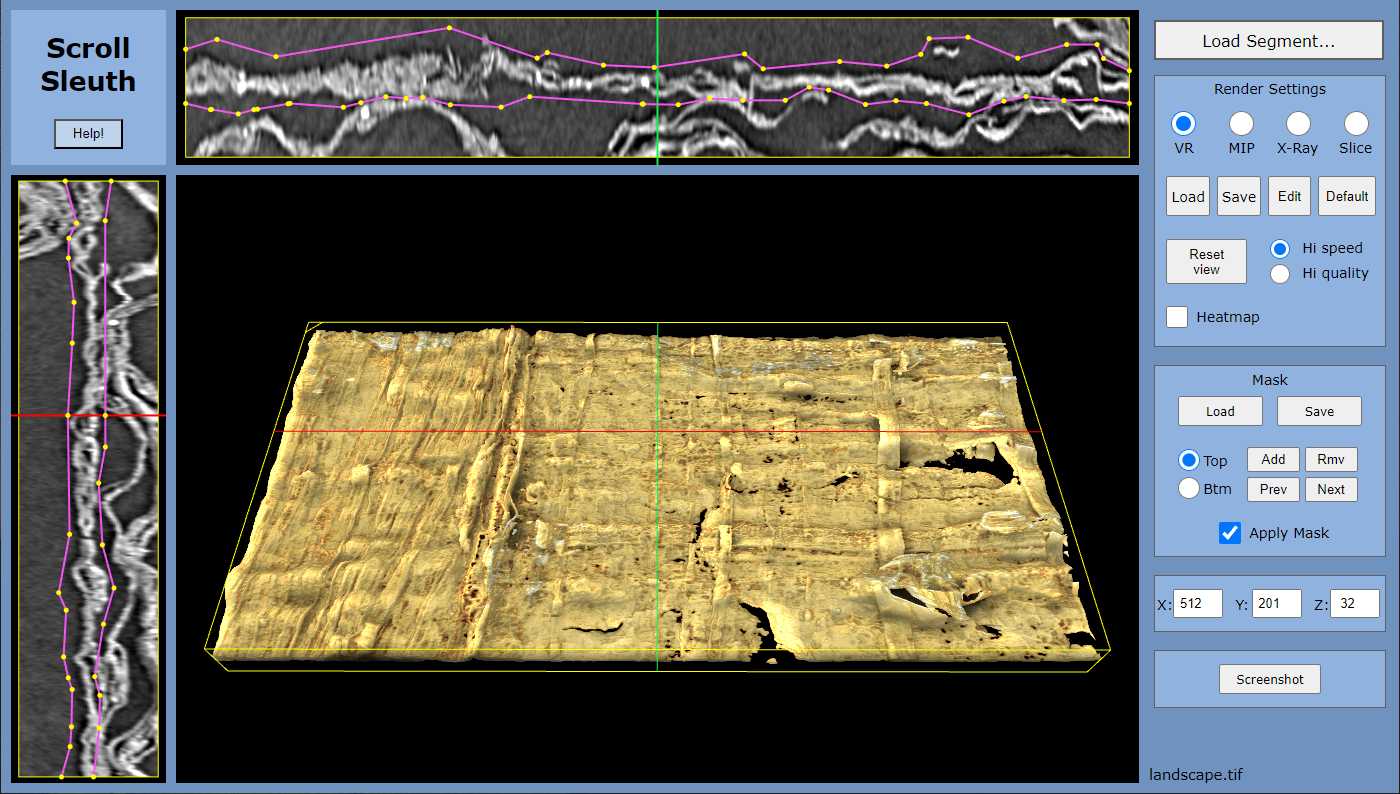 Scroll
Sleuth
Help!
Load Segment...
Render Settings
VR MIP X-Ray Slice
Load Save Edit Default
Reset
view
Hi speed
Hi quality
Heatmap
Mask
Load Save
Top Add Rmv
Btm Prev Next
Apply Mask
X: 512 Y: 201 Z: 32
Screenshot
landscape.tif